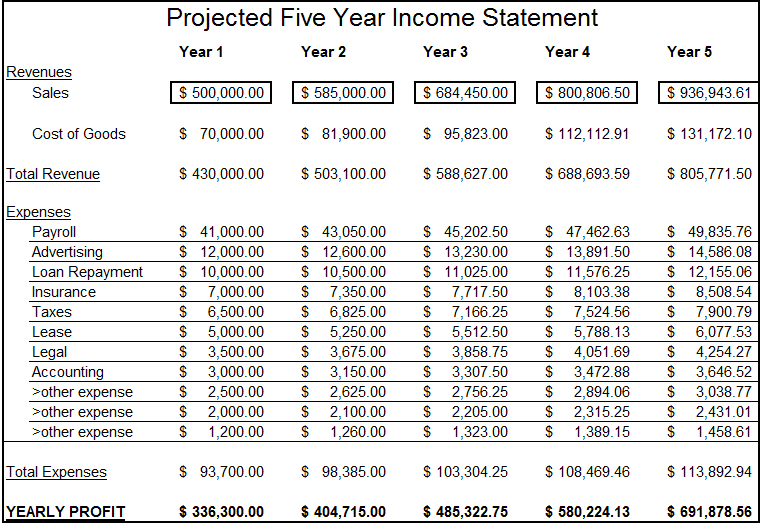 Projected Five Year Income Statement
Year 1 Year 2 Year 3 Year 4 Year 5
Revenues
Sales $ 500,000.00 $ 585,000.00 $ 684,450.00 $ 800,806.50 $ 936,943.61
Cost of Goods $ 70,000.00 $ 81,900.00 $ 95,823.00 $ 112,112.91 $ 131,172.10
Total Revenue $ 430,000.00 $ 503,100.00 $ 588,627.00 $ 688,693.59 $ 805,771.50
Expenses
Payroll $ 41,000.00 $ 43,050.00 $ 45,202.50 $ 47,462.63 $ 49,835.76
Advertising $ 12,000.00 $ 12,600.00 $ 13,230.00 $ 13,891.50 $ 14,586.08
Loan Repayment $ 10,000.00 $ 10,500.00 $ 11,025.00 $ 11,576.25 $ 12,155.06
Insurance $ 7,000.00 $ 7,350.00 $ 7,717.50 $ 8,103.38 $ 8,508.54
Taxes $ 6,500.00 $ 6,825.00 $ 7,166.25 $ 7,524.56 $ 7,900.79
Lease $ 5,000.00 $ 5,250.00 $ 5,512.50 $ 5,788.13 $ 6,077.53
Legal $ 3,500.00 $ 3,675.00 $ 3,858.75 $ 4,051.69 $ 4,254.27
Accounting $ 3,000.00 $ 3,150.00 $ 3,307.50 $ 3,472.88 $ 3,646.52
>other expense $ 2,500.00 $ 2,625.00 $ 2,756.25 $ 2,894.06 $ 3,038.77
>other expense $ 2,000.00 $ 2,100.00 $ 2,205.00 $ 2,315.25 $ 2,431.01
>other expense $ 1,200.00 $ 1,260.00 $ 1,323.00 $ 1,389.15 $ 1,458.61
Total Expenses $ 93,700.00 $ 98,385.00 $ 103,304.25 $ 108,469.46 $ 113,892.94
YEARLY PROFIT $ 336,300.00 $ 404,715.00 $ 485,322.75 $ 580,224.13 $ 691,878.56